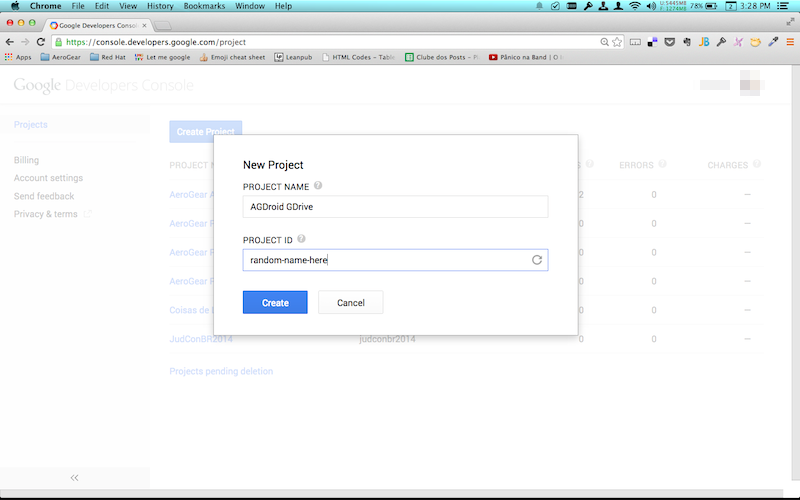 Chrome File Edit View History Bookmarks Window Help
U: 5445ME
F: 1274ME
78% 2 3:28 PM
Google Developers Consol
https://console.developers.google.com/project
Apps AeroGear Red Hat Let me google Emoji cheat sheet Leanpub HTML Codes - Table Clube dos Posts - Pá Pânico na Band | O
Google Developers Console
Projects
Create Project
Billing
Account settings
Send feedback
Privacy & terms
PROJECT N ERRORS ? CHARGES ?
AeroGear A 2 0 —
AeroGear P 0 0 —
AeroGear P 0 0 —
AeroGear P 0 0 —
Coisas de 0 0 —
JudConBR2014 judconbr2014 0 0 —
Projects pending deletion
New Project
PROJECT NAME ?
AGDroid GDrive
PROJECT ID ?
random-name-here
Create Cancel